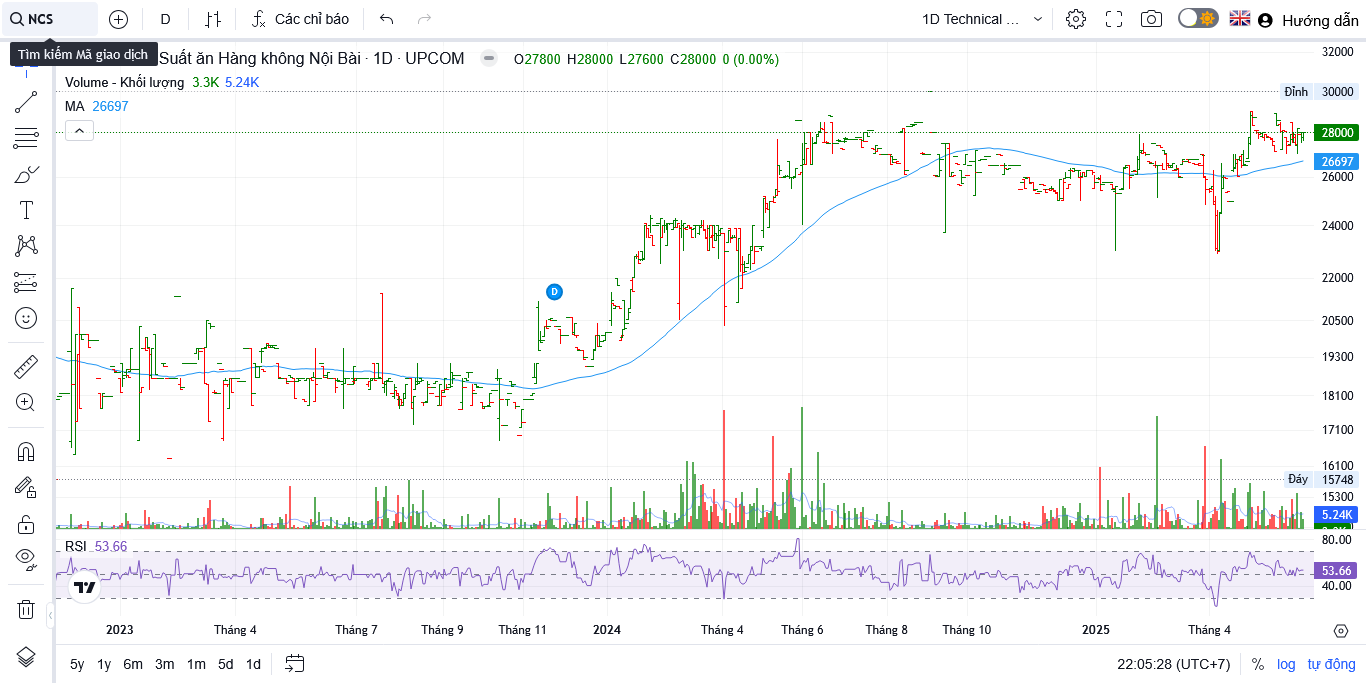 NCS
D
Các chỉ báo
1D Technical ...
Hướng dẫn
Tìm kiếm Mã giao dịch
Suất ăn Hàng không Nội Bài · 1D · UPCOM
O27800 H28000 L27600 C28000 0 (0.00%)
Volume - Khối lượng 3.3K 5.24K
MA 26697
D
32000
Đỉnh 30000
28000
26697
26000
24000
22000
20500
19300
18100
17100
16100
Đáy 15748
15300
5.24K
RSI 53.66
80.00
53.66
40.00
2023 Tháng 4 Tháng 7 Tháng 9 Tháng 11 2024 Tháng 4 Tháng 6 Tháng 8 Tháng 10 2025 Tháng 4
5y 1y 6m 3m 1m 5d 1d
22:05:28 (UTC+7) % log tự động